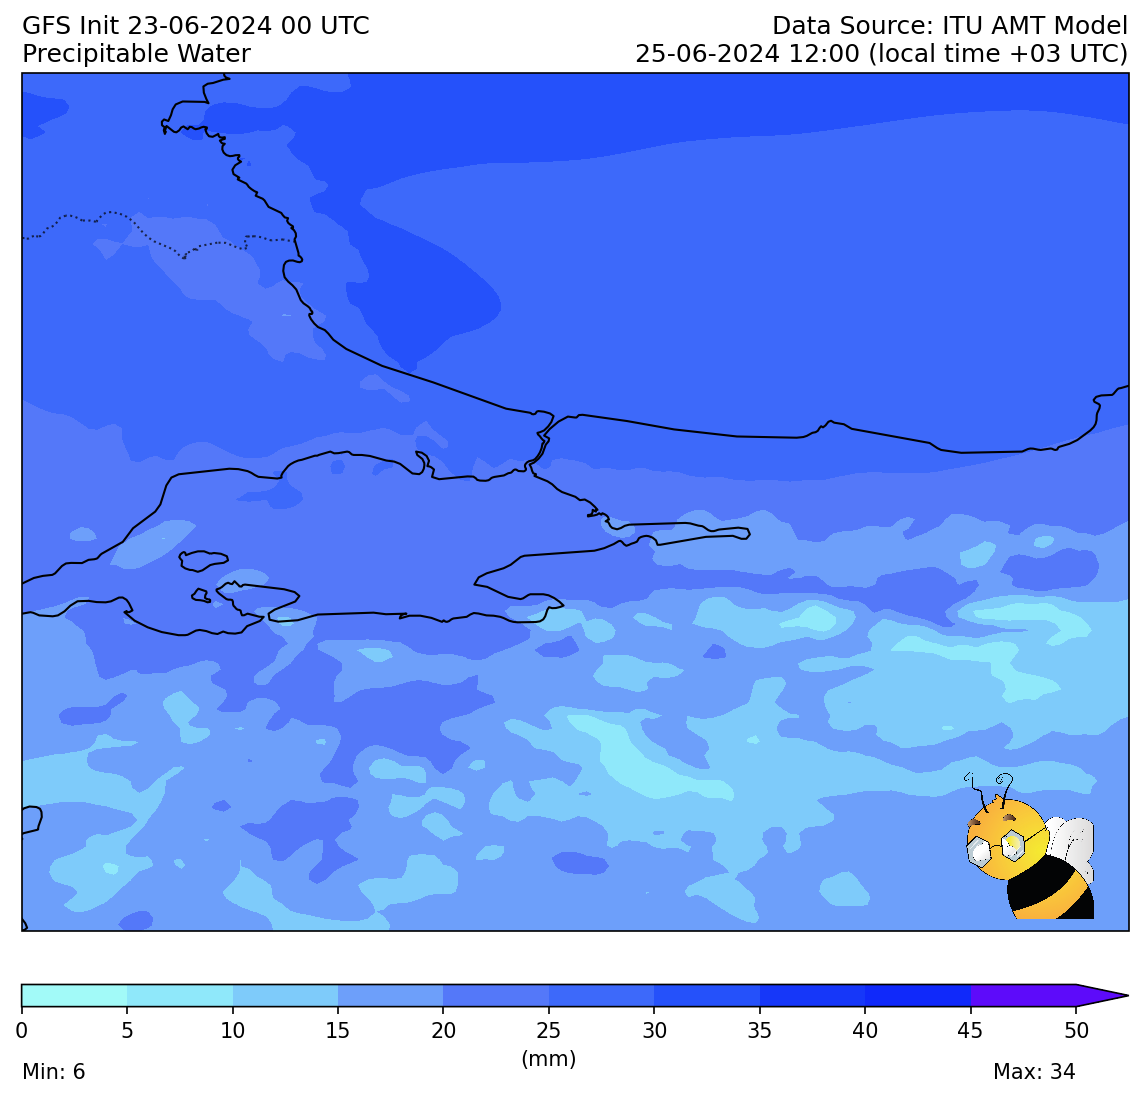 GFS Init 23-06-2024 00 UTC
Data Source: ITU AMT Model
Precipitable Water
25-06-2024 12:00 (local time +03 UTC)
0 5 10 15 20 25 30 35 40 45 50
(mm)
Min: 6
Max: 34